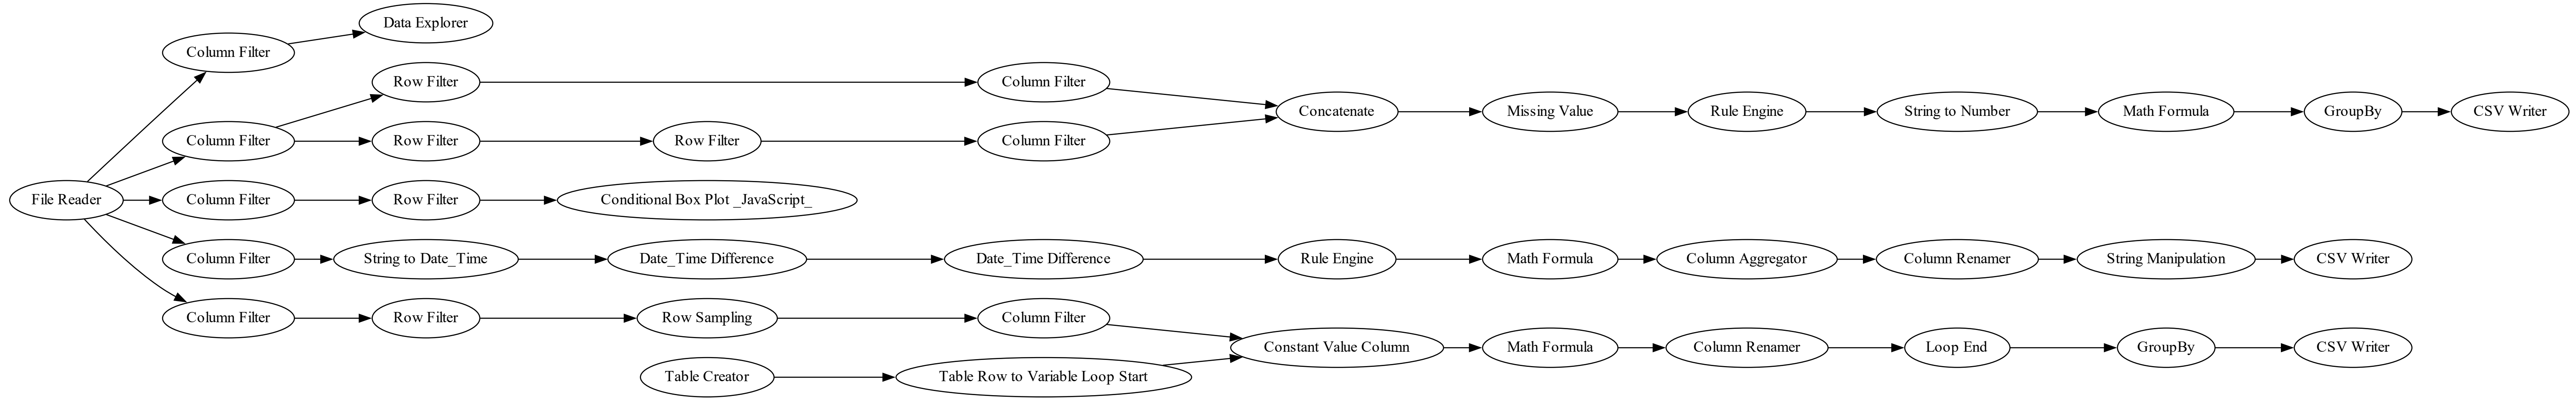 Data Explorer
Column Filter
Row Filter
Column Filter
Concatenate
Missing Value
Rule Engine
String to Number
Math Formula
GroupBy
CSV Writer
Column Filter
Row Filter
Row Filter
Column Filter
File Reader
Column Filter
Row Filter
Conditional Box Plot _JavaScript_
Column Filter
String to Date_Time
Date_Time Difference
Date_Time Difference
Rule Engine
Math Formula
Column Aggregator
Column Renamer
String Manipulation
CSV Writer
Column Filter
Row Filter
Row Sampling
Column Filter
Constant Value Column
Math Formula
Column Renamer
Loop End
GroupBy
CSV Writer
Table Creator
Table Row to Variable Loop Start